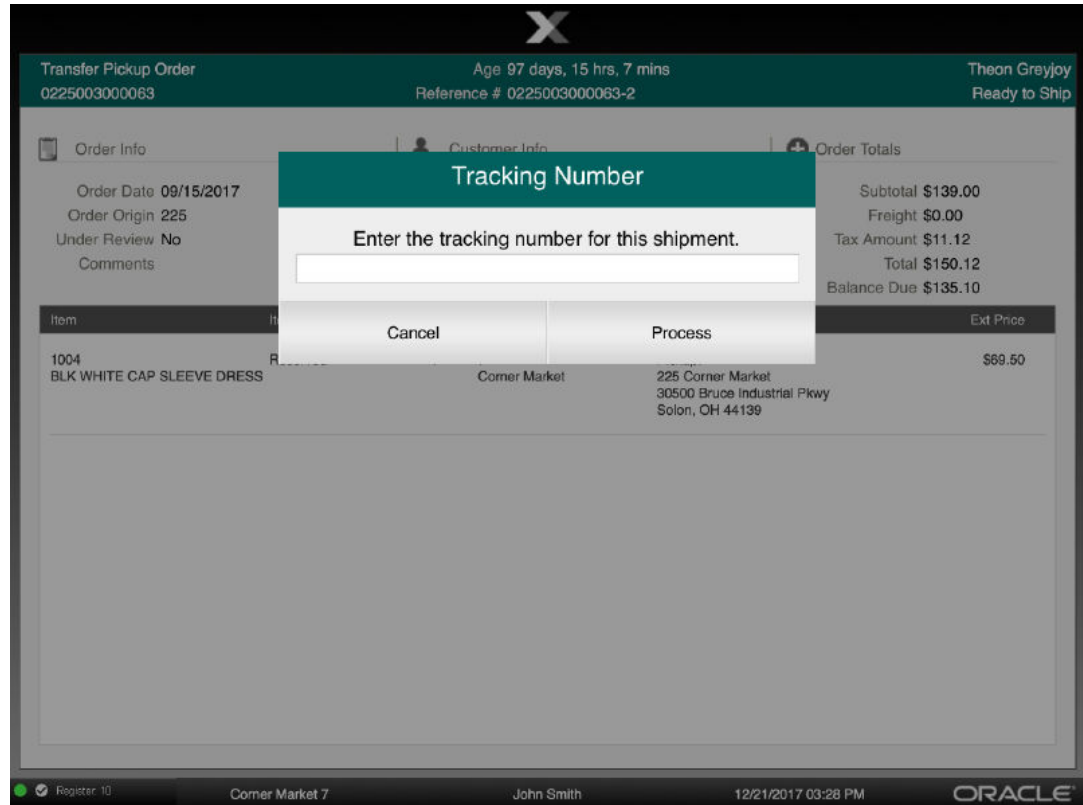 X
Transfer Pickup Order
Age 97 days, 15 hrs, 7 mins
Theon Greyjoy
0225003000063
Reference # 0225003000063-2
Ready to Ship
Order Info
Customer Info
Order Totals
Tracking Number
Enter the tracking number for this shipment.
Cancel
Process
Order Date 09/15/2017
Order Origin 225
Under Review No
Comments
Subtotal $139.00
Freight $0.00
Tax Amount $11.12
Total $150.12
Balance Due $135.10
Item
Ext Price
1004
BLK WHITE CAP SLEEVE DRESS
Corner Market
225 Corner Market
30500 Bruce Industrial Pkwy
Solon, OH 44139
$69.50
Register: 10
Corner Market 7
John Smith
12/21/2017 03:28 PM
ORACLE